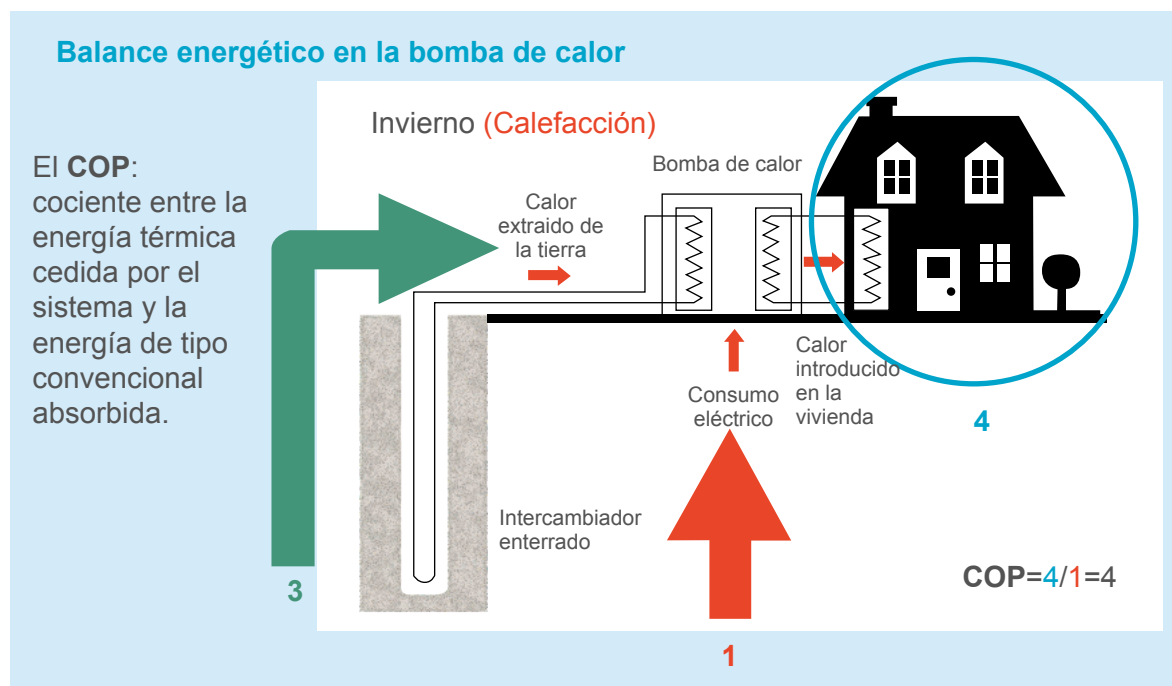 Balance energético en la bomba de calor
El COP:
cociente entre la
energía térmica
cedida por el
sistema y la
energía de tipo
convencional
absorbida.
Invierno (Calefacción)
Bomba de calor
Calor
extraido de
la tierra
Calor
introducido
en la
vivienda
Consumo
eléctrico
4
Intercambiador
enterrado
3
COP=4/1=4
1